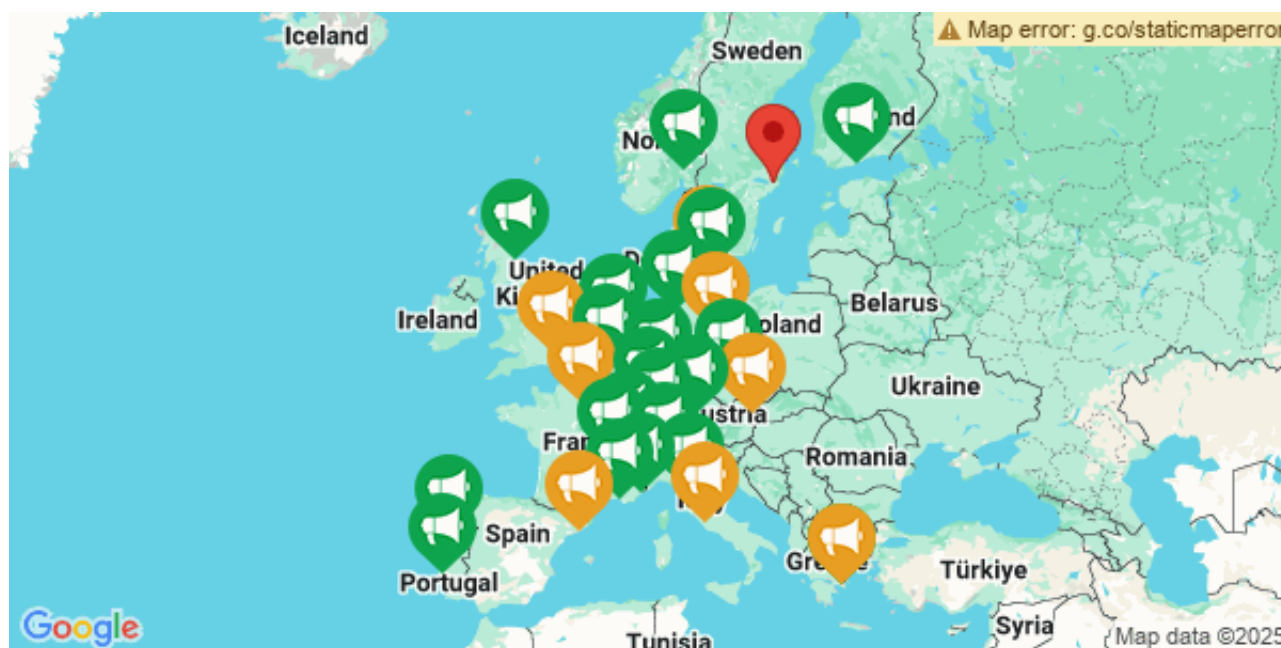 Iceland
Sweden
Map error: g.co/staticmaperror
United
Ireland
Belarus
Ukraine
Romania
Spain
Portugal
Türkiye
Syria
Tunisia
Google
Map data ©2025